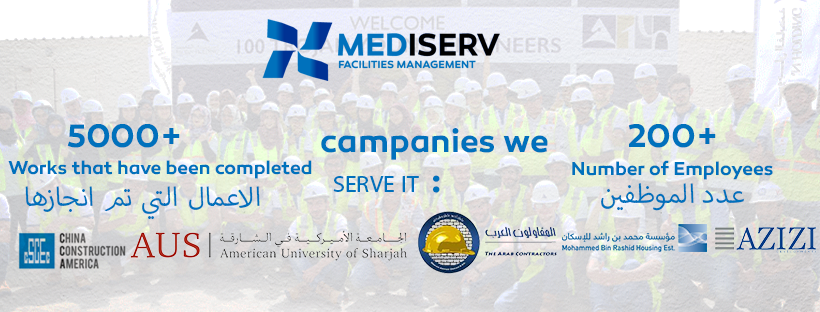 WELCOME
MEDISERV
FACILITIES MANAGEMENT
5000+
Works that have been completed
الاعمال التي تم انجازها
campanies we
SERVE IT :
200+
Number of Employees
عدد الموظفين
CHINA
CONSTRUCTION
AMERICA
AUS
الجامعة الأميركية في الشارقة
American University of Sharjah
المقاولون العرب
THE ARAB CONTRACTORS
مؤسسة محمد بن راشد للإسكان
Mohammed Bin Rashid Housing Est.
AZIZI